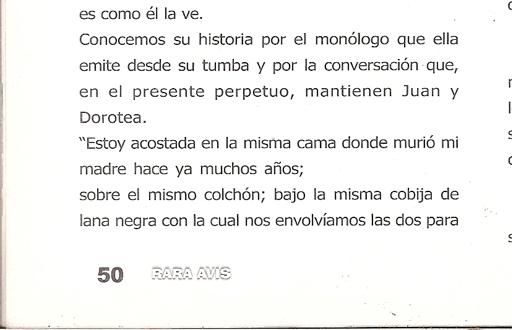 es como él la ve.
Conocemos su historia por el monólogo que ella
emite desde su tumba y por la conversación que,
en el presente perpetuo, mantienen Juan y
Dorotea.
“Estoy acostada en la misma cama donde murió mi
madre hace ya muchos años;
sobre el mismo colchón; bajo la misma cobija de
lana negra con la cual nos envolvíamos las dos para
50 RARA AVIS